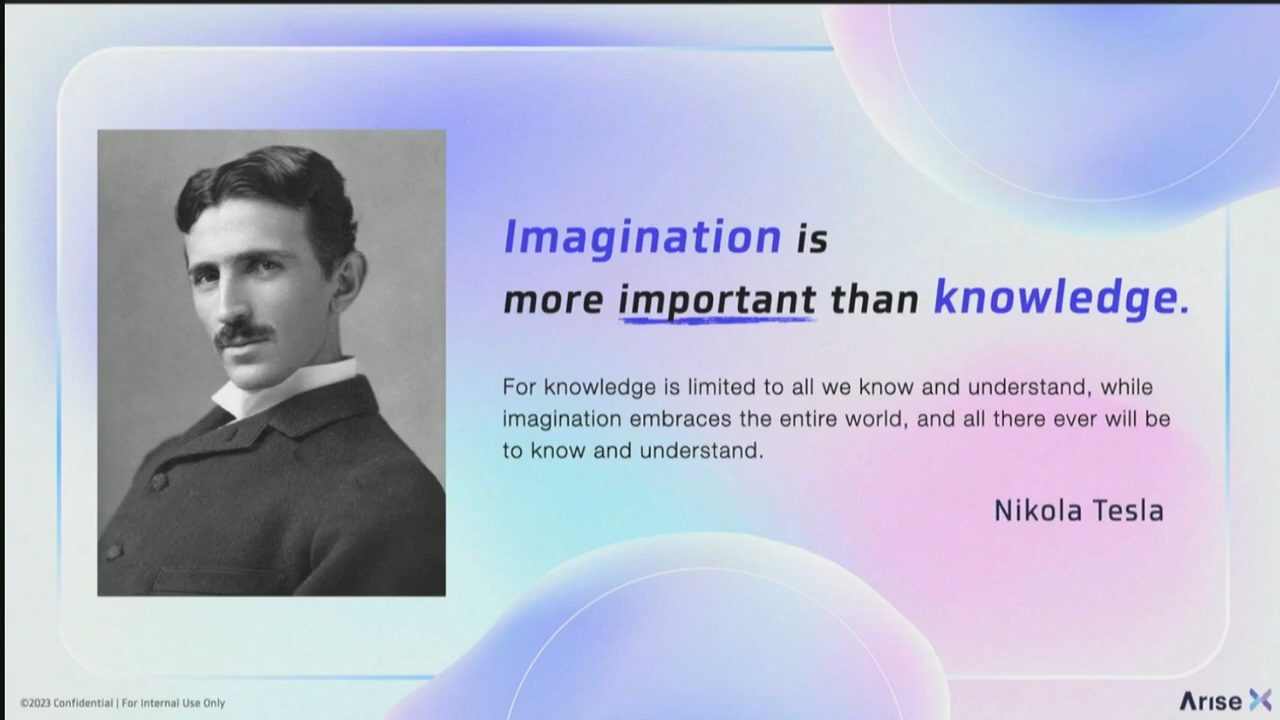 Imagination is
more important than knowledge.
For knowledge is limited to all we know and understand, while
imagination embraces the entire world, and all there ever will be
to know and understand.
Nikola Tesla
©2023 Confidential | For Internal Use Only
Arise X